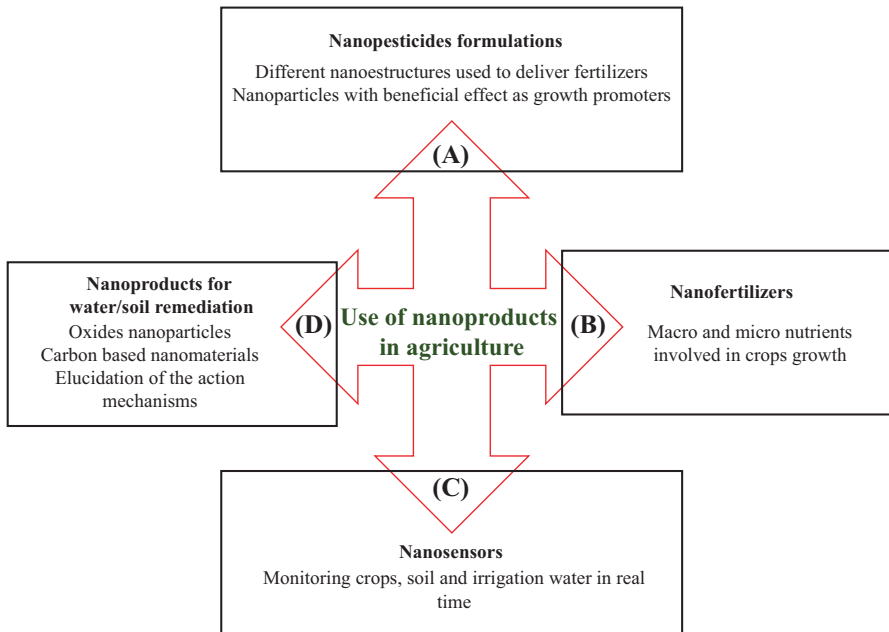 Nanopesticides formulations
Different nanoestructures used to deliver fertilizers
Nanoparticles with beneficial effect as growth promoters
(A)
Nanoproducts for
water/soil remediation
Oxides nanoparticles
Carbon based nanomaterials
Elucidation of the action
mechanisms
(D)
Use of nanoproducts
in agriculture
(B)
Nanofertilizers
Macro and micro nutrients
involved in crops growth
(C)
Nanosensors
Monitoring crops, soil and irrigation water in real
time